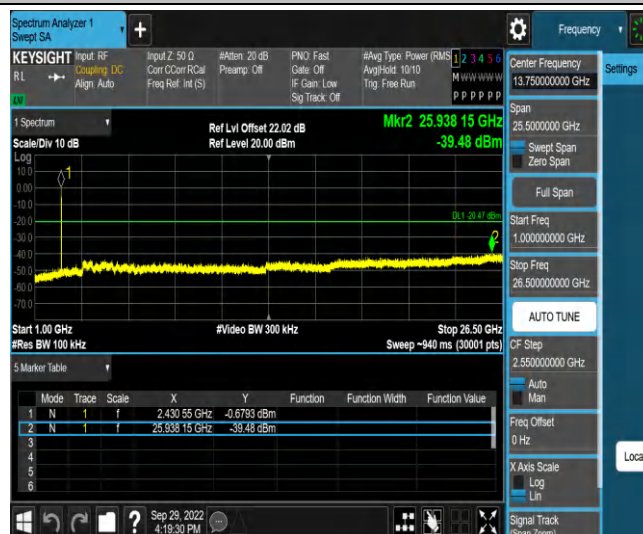 Spectrum Analyzer 1
Swept SA
+
Frequency
KEYSIGHT
RL
LXI
Input: RF
Coupling: DC
Align: Auto
Input Z: 50 Ω
Corr CCorr RCal
Freq Ref: Int (S)
#Atten: 20 dB
Preamp: Off
PNO: Fast
Gate: Off
IF Gain: Low
Sig Track: Off
#Avg Type: Power (RMS
Avg|Hold: 10/10
Trig: Free Run
1 2 3 4 5 6
M W W W W W
P P P P P P
1 Spectrum
Scale/Div 10 dB
Log
Ref Lvl Offset 22.02 dB
Ref Level 20.00 dBm
Mkr2 25.938 15 GHz
-39.48 dBm
10.0
0.00
-10.0
-20.0
-30.0
-40.0
-50.0
-60.0
-70.0
1
DL1 -20.47 dBm
2
Start 1.00 GHz
#Res BW 100 kHz
#Video BW 300 kHz
Stop 26.50 GHz
Sweep ~940 ms (30001 pts)
5 Marker Table
Mode Trace Scale X Y Function Function Width Function Value
1 N 1 f 2.430 55 GHz -0.6793 dBm
2 N 1 f 25.938 15 GHz -39.48 dBm
3
4
5
6
Sep 29, 2022
4:19:30 PM
?
Center Frequency
13.750000000 GHz
Settings
Span
25.5000000 GHz
Swept Span
Zero Span
Full Span
Start Freq
1.000000000 GHz
Stop Freq
26.500000000 GHz
AUTO TUNE
CF Step
2.550000000 GHz
Auto
Man
Freq Offset
0 Hz
Loca
X Axis Scale
Log
Lin
Signal Track
(Span Zoom)